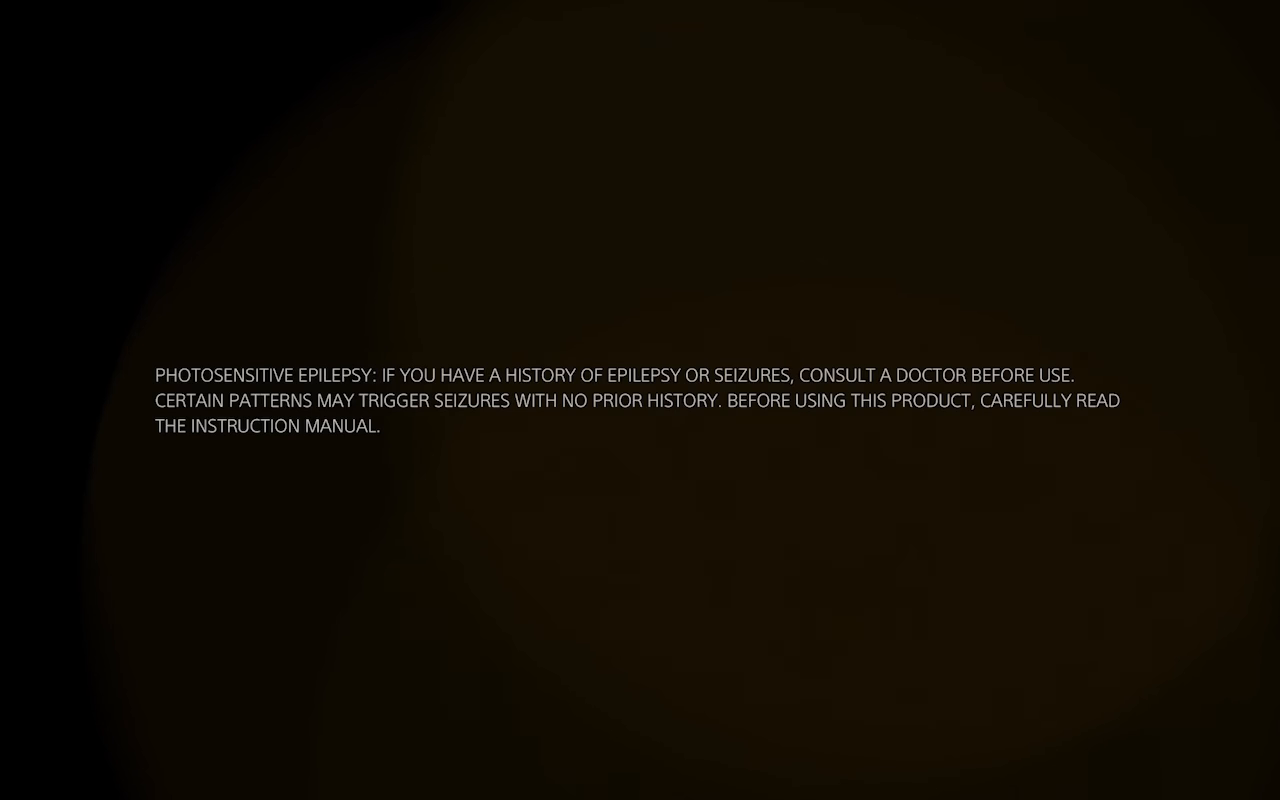 PHOTOSENSITIVE EPILEPSY: IF YOU HAVE A HISTORY OF EPILEPSY OR SEIZURES, CONSULT A DOCTOR BEFORE USE.
CERTAIN PATTERNS MAY TRIGGER SEIZURES WITH NO PRIOR HISTORY. BEFORE USING THIS PRODUCT, CAREFULLY READ
THE INSTRUCTION MANUAL.